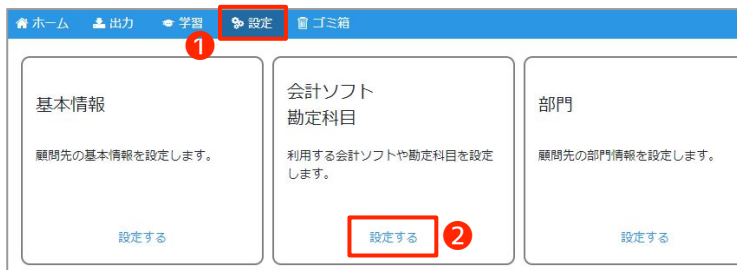 ホーム 出力 学習 設定 ゴミ箱
1
基本情報
顧問先の基本情報を設定します。
設定する
会計ソフト
勘定科目
利用する会計ソフトや勘定科目を設定
します。
設定する 2
部門
顧問先の部門情報を設定します。
設定する